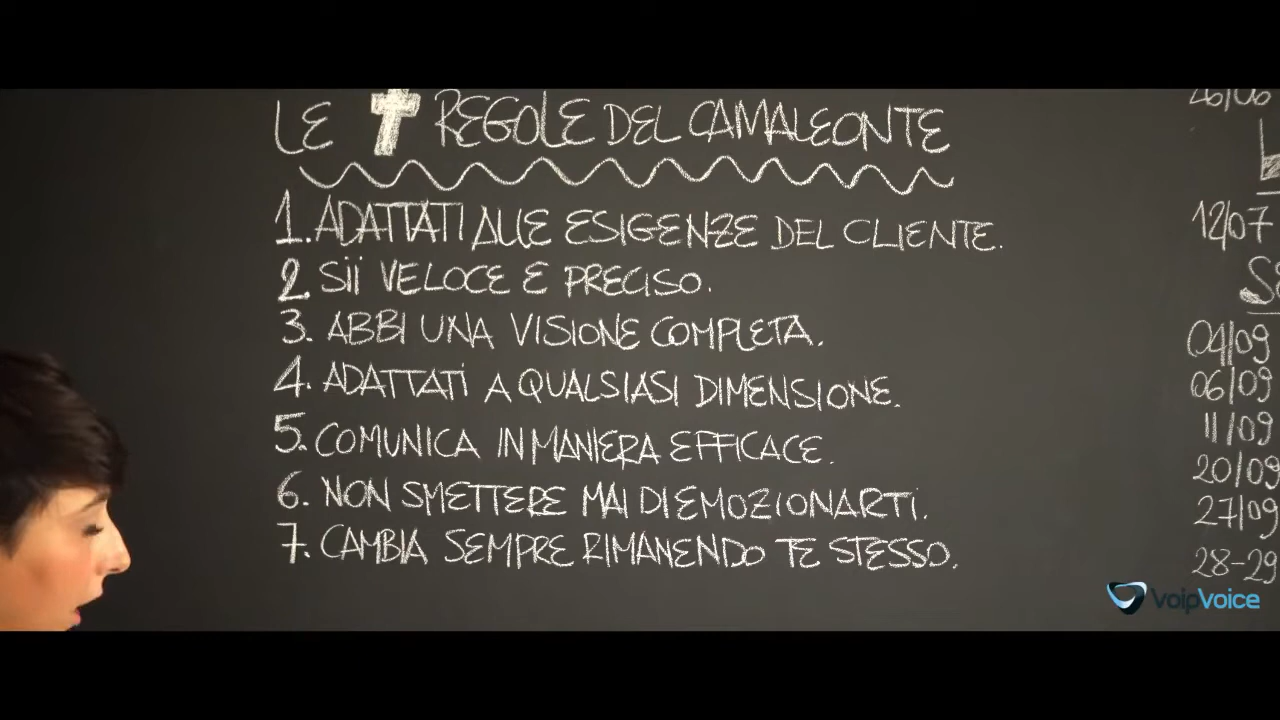 LE 7 REGOLE DEL CAMALEONTE
1. ADATTATI ALLE ESIGENZE DEL CLIENTE.
2. SII VELOCE E PRECISO.
3. ABBI UNA VISIONE COMPLETA.
4. ADATTATI A QUALSIASI DIMENSIONE.
5. COMUNICA IN MANIERA EFFICACE.
6. NON SMETTERE MAI DI EMOZIONARTI.
7. CAMBIA SEMPRE RIMANENDO TE STESSO.
12/07
04/09
06/09
11/09
20/09
27/09
28-29
VoipVoice